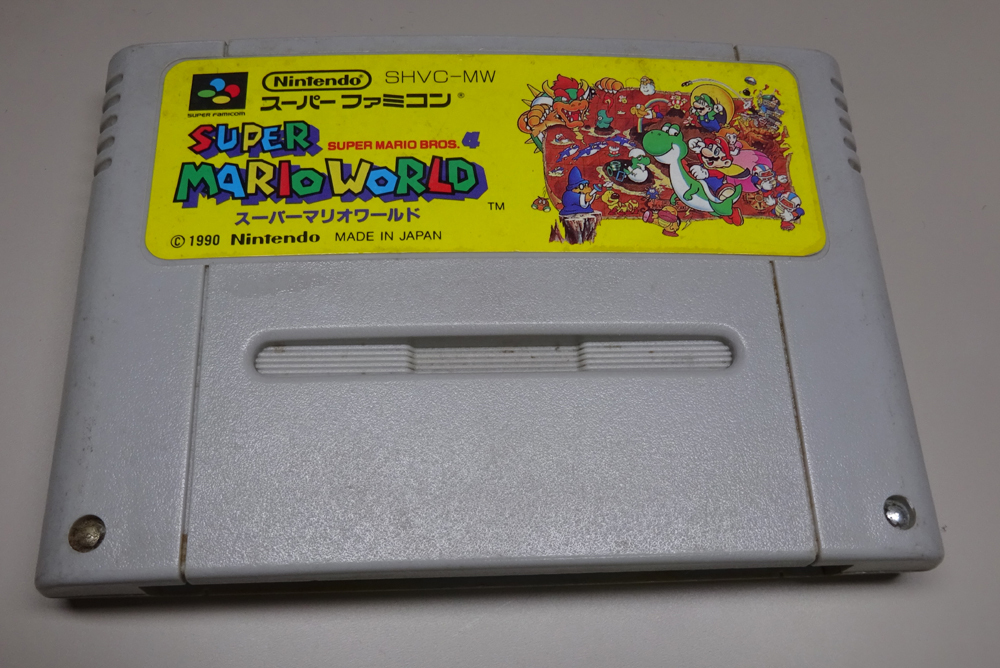 Nintendo SHVC-MW
SUPER FAMICOM
スーパーファミコン®
SUPER
SUPER MARIO BROS. 4
MARIO WORLD ™
スーパーマリオワールド
© 1990 Nintendo MADE IN JAPAN